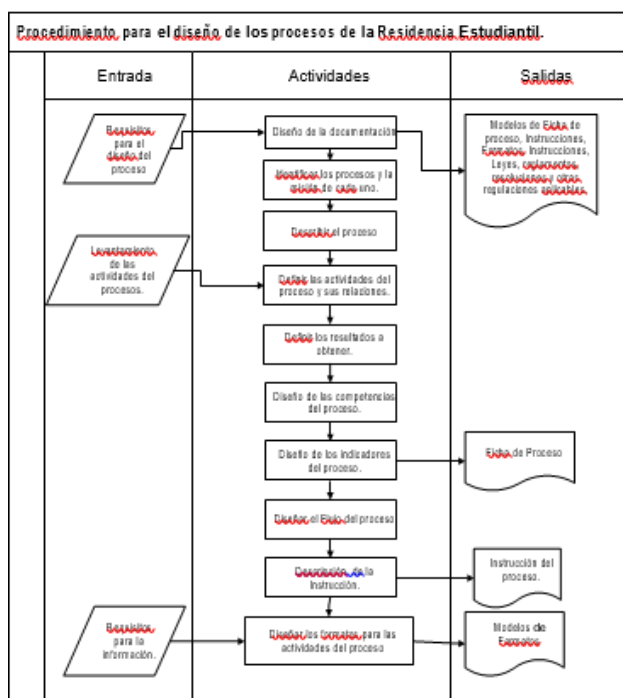 Procedimiento para el diseño de los procesos de la Residencia Estudiantil.
Entrada
Actividades
Salidas
Requisitos
para el
diseño del
proceso
Diseño de la documentación
Modelos de Ficha de
proceso, Instrucciones,
Formatos, Instrucciones,
Leyes, reglamentos,
resoluciones y otras
regulaciones aplicables.
Identificar los procesos y la
misión de cada uno.
Describir el proceso
Levantamiento
de las
actividades del
procesos.
Definir las actividades del
proceso y sus relaciones.
Definir los resultados a
obtener.
Diseño de las competencias
del proceso.
Diseño de los indicadores
del proceso.
Ficha de Proceso
Diseñar el Flujo del proceso
Descripción de la
Instrucción.
Instrucción del
proceso.
Requisitos
para la
información.
Diseñar los formatos para las
actividades del proceso
Modelos de
Formatos